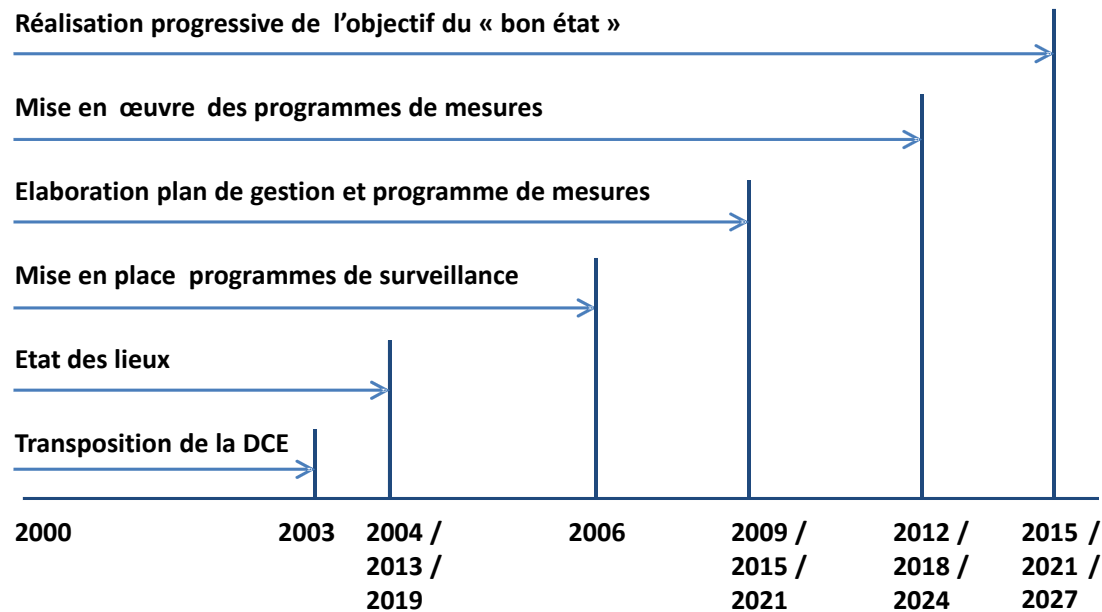 Réalisation progressive de l’objectif du « bon état »
Mise en œuvre des programmes de mesures
Elaboration plan de gestion et programme de mesures
Mise en place programmes de surveillance
Etat des lieux
Transposition de la DCE
2000
2003
2004 /
2013 /
2019
2006
2009 /
2015 /
2021
2012 /
2018 /
2024
2015 /
2021 /
2027